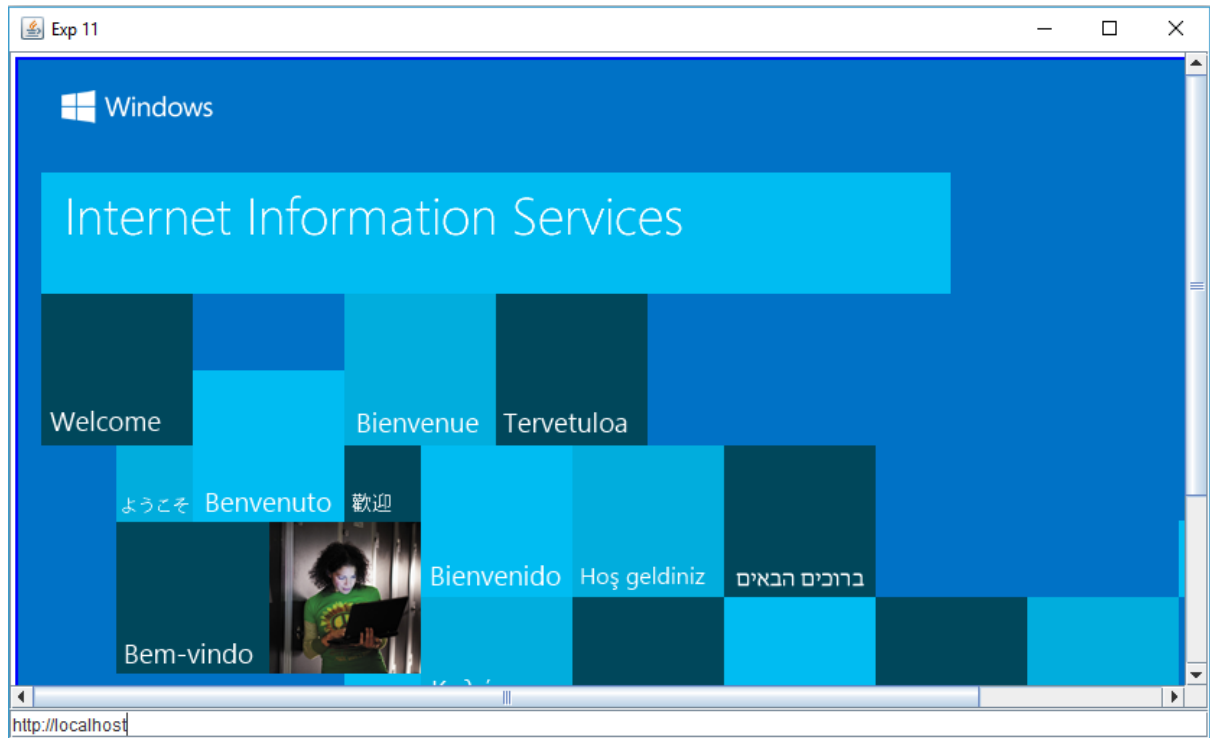 Exp 11
Windows
Internet Information Services
Welcome
Bienvenue
Tervetuloa
ようこそ
Benvenuto
歡迎
Bienvenido
Hoş geldiniz
ברוכים הבאים
Bem-vindo
http://localhost